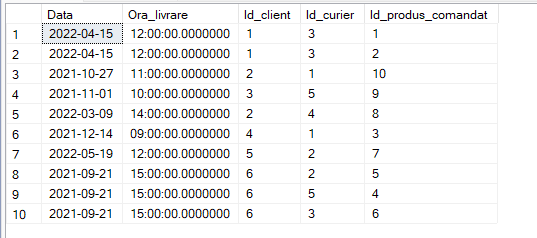 Data Ora_livrare Id_client Id_curier Id_produs_comandat
1 2022-04-15 12:00:00.0000000 1 3 1
2 2022-04-15 12:00:00.0000000 1 3 2
3 2021-10-27 11:00:00.0000000 2 1 10
4 2021-11-01 10:00:00.0000000 3 5 9
5 2022-03-09 14:00:00.0000000 2 4 8
6 2021-12-14 09:00:00.0000000 4 1 3
7 2022-05-19 12:00:00.0000000 5 2 7
8 2021-09-21 15:00:00.0000000 6 2 5
9 2021-09-21 15:00:00.0000000 6 5 4
10 2021-09-21 15:00:00.0000000 6 3 6